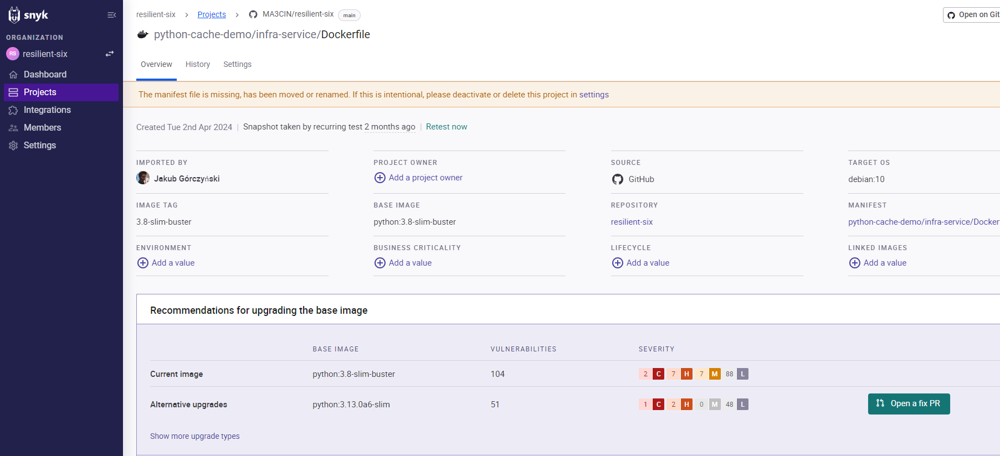 snyk
ORGANIZATION
RS resilient-six
Dashboard
Projects
Integrations
Members
Settings
resilient-six > Projects > MA3CIN/resilient-six main
Open on Git
python-cache-demo/infra-service/Dockerfile
Overview History Settings
The manifest file is missing, has been moved or renamed. If this is intentional, please deactivate or delete this project in settings
Created Tue 2nd Apr 2024 | Snapshot taken by recurring test 2 months ago | Retest now
IMPORTED BY PROJECT OWNER SOURCE TARGET OS
Jakub Górczyński Add a project owner GitHub debian:10
IMAGE TAG BASE IMAGE REPOSITORY MANIFEST
3.8-slim-buster python:3.8-slim-buster resilient-six python-cache-demo/infra-service/Dockerf
ENVIRONMENT BUSINESS CRITICALITY LIFECYCLE LINKED IMAGES
Add a value Add a value Add a value Add a value
Recommendations for upgrading the base image
BASE IMAGE VULNERABILITIES SEVERITY
Current image python:3.8-slim-buster 104 2 C 7 H 7 M 88 L
Alternative upgrades python:3.13.0a6-slim 51 1 C 2 H 0 M 48 L Open a fix PR
Show more upgrade types